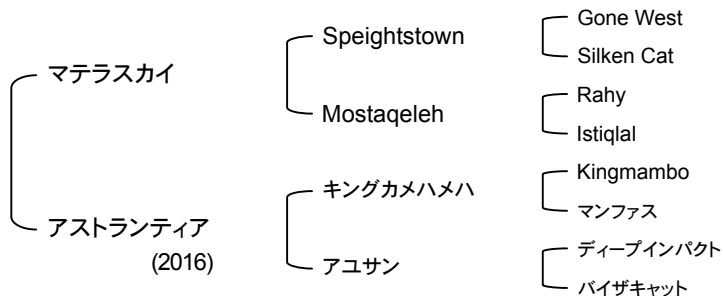 マテラスカイ
アストランティア
(2016)
Speightstown
Mostaqeleh
キングカメハメハ
アユサン
Gone West
Silken Cat
Rahy
Istiqlal
Kingmambo
マンファス
ディープインパクト
バイザキャット